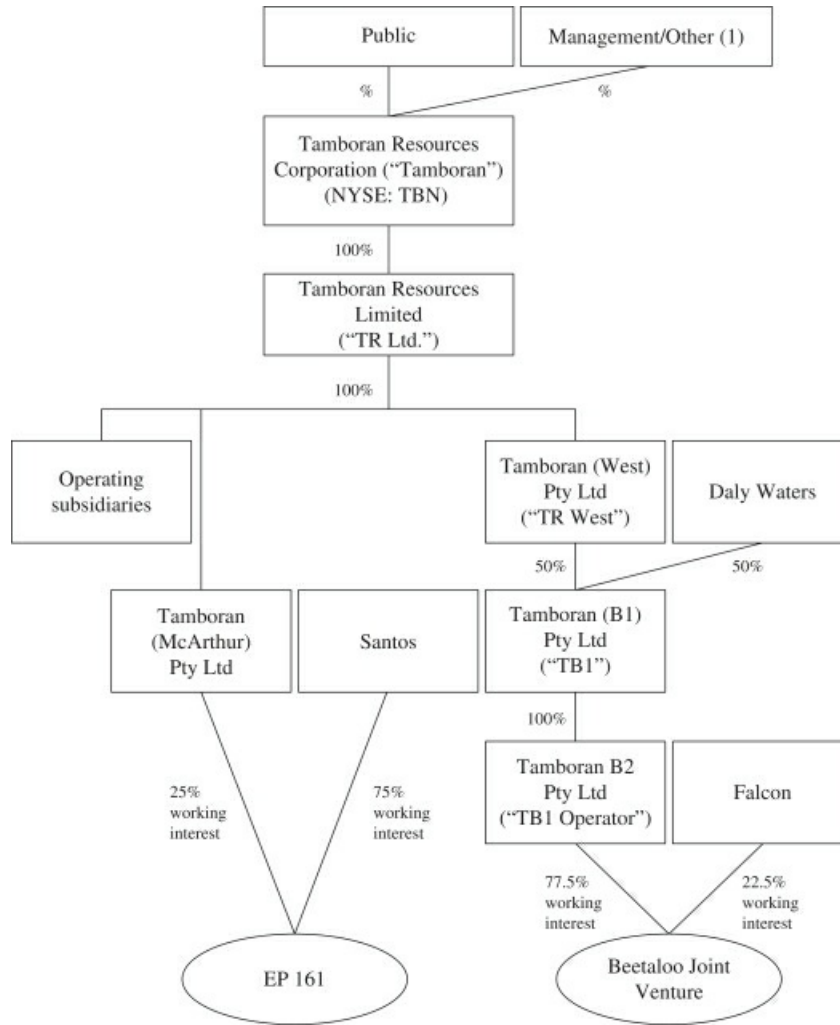 Public
Management/Other (1)
%
%
Tamboran Resources
Corporation (“Tamboran”)
(NYSE: TBN)
100%
Tamboran Resources
Limited
(“TR Ltd.”)
100%
Operating
subsidiaries
Tamboran (West)
Pty Ltd
(“TR West”)
Daly Waters
50%
50%
Tamboran
(McArthur)
Pty Ltd
Santos
Tamboran (B1)
Pty Ltd
(“TB1”)
100%
Tamboran B2
Pty Ltd
(“TB1 Operator”)
Falcon
25%
working
interest
75%
working
interest
77.5%
working
interest
22.5%
working
interest
EP 161
Beetaloo Joint
Venture